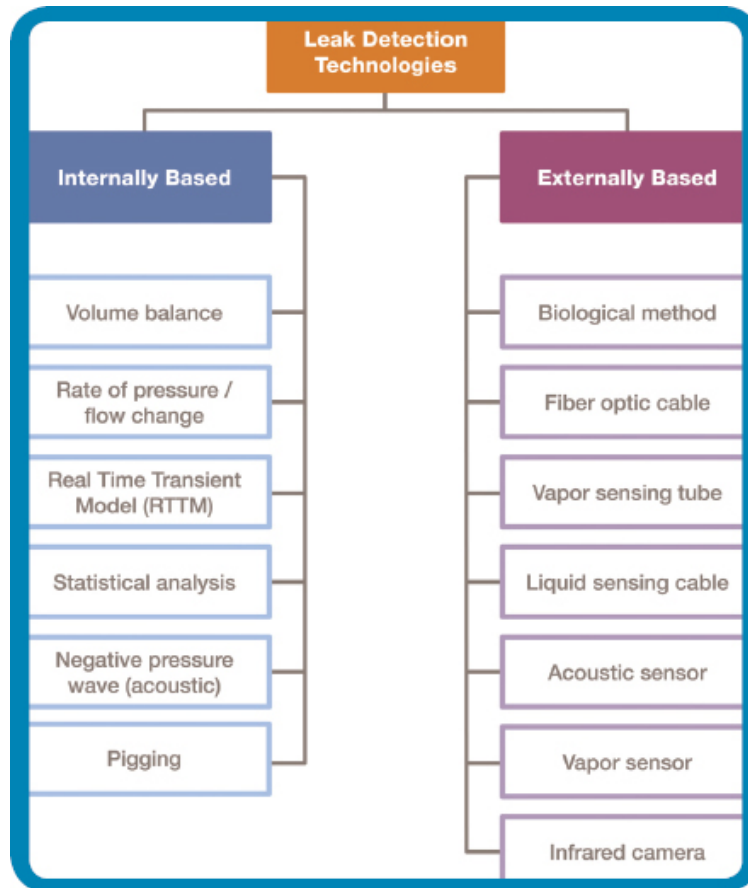 Leak Detection
Technologies
Internally Based
Volume balance
Rate of pressure /
flow change
Real Time Transient
Model (RTTM)
Statistical analysis
Negative pressure
wave (acoustic)
Pigging
Externally Based
Biological method
Fiber optic cable
Vapor sensing tube
Liquid sensing cable
Acoustic sensor
Vapor sensor
Infrared camera